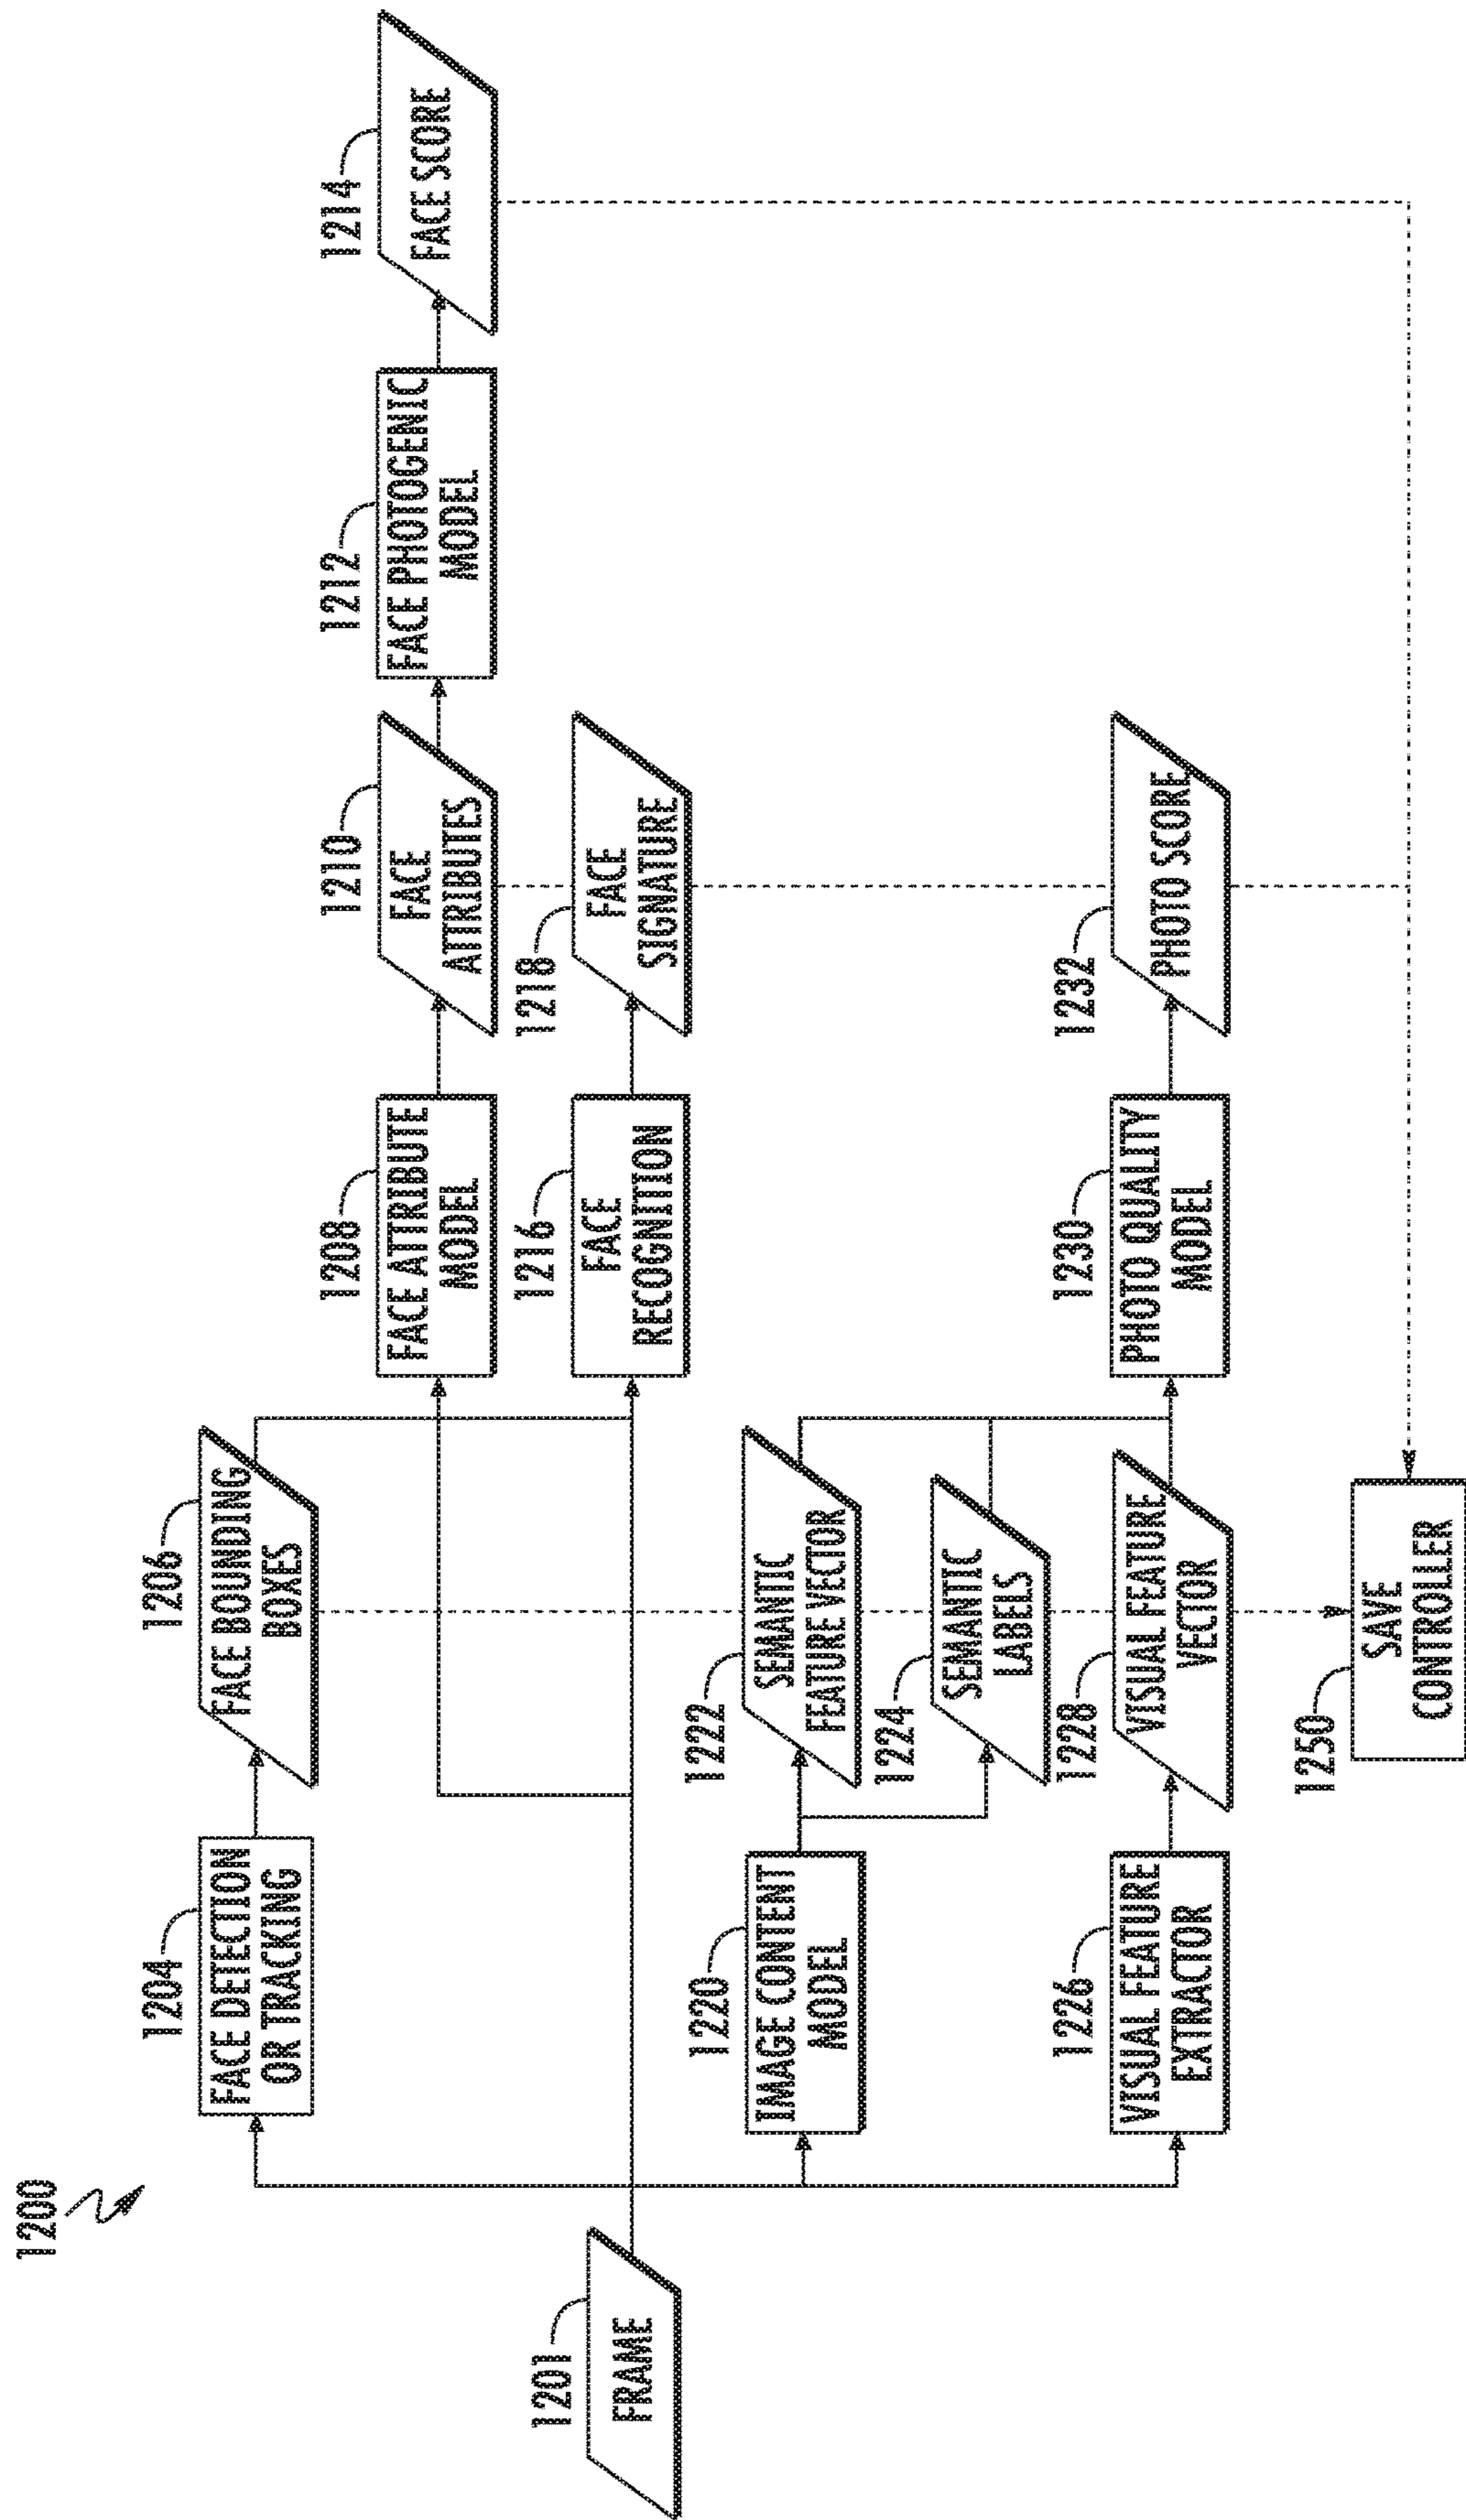 1200
1201
FRAME
1204
FACE DETECTION
OR TRACKING
1206
FACE BOUNDING
BOXES
1208
FACE ATTRIBUTE
MODEL
1210
FACE
ATTRIBUTES
1212
FACE PHOTOGENIC
MODEL
1214
FACE SCORE
1216
FACE
RECOGNITION
1218
FACE
SIGNATURE
1220
IMAGE CONTENT
MODEL
1222
SEMANTIC
FEATURE VECTOR
1224
SEMANTIC
LABELS
1226
VISUAL FEATURE
EXTRACTOR
1228
VISUAL FEATURE
VECTOR
1230
PHOTO QUALITY
MODEL
1232
PHOTO SCORE
1250
SAVE
CONTROLLER